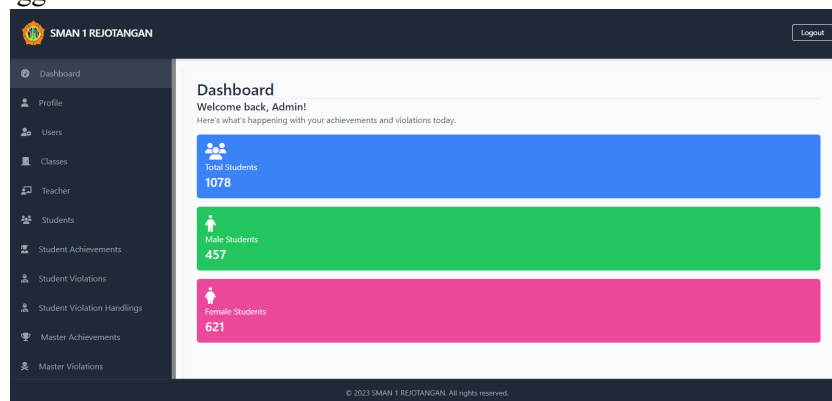 SMAN 1 REJOTANGAN
Logout
Dashboard
Profile
Users
Classes
Teacher
Students
Student Achievements
Student Violations
Student Violation Handlings
Master Achievements
Master Violations
Dashboard
Welcome back, Admin!
Here's what's happening with your achievements and violations today.
Total Students
1078
Male Students
457
Female Students
621
© 2023 SMAN 1 REJOTANGAN. All rights reserved.